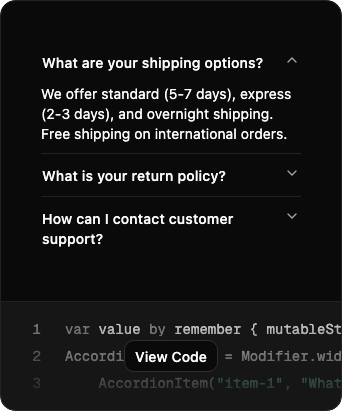 What are your shipping options?
We offer standard (5-7 days), express
(2-3 days), and overnight shipping.
Free shipping on international orders.
What is your return policy?
How can I contact customer
support?
1 var value by remember { mutableSt
2 Accordi View Code = Modifier.wid
3 AccordionItem("item-1", "What